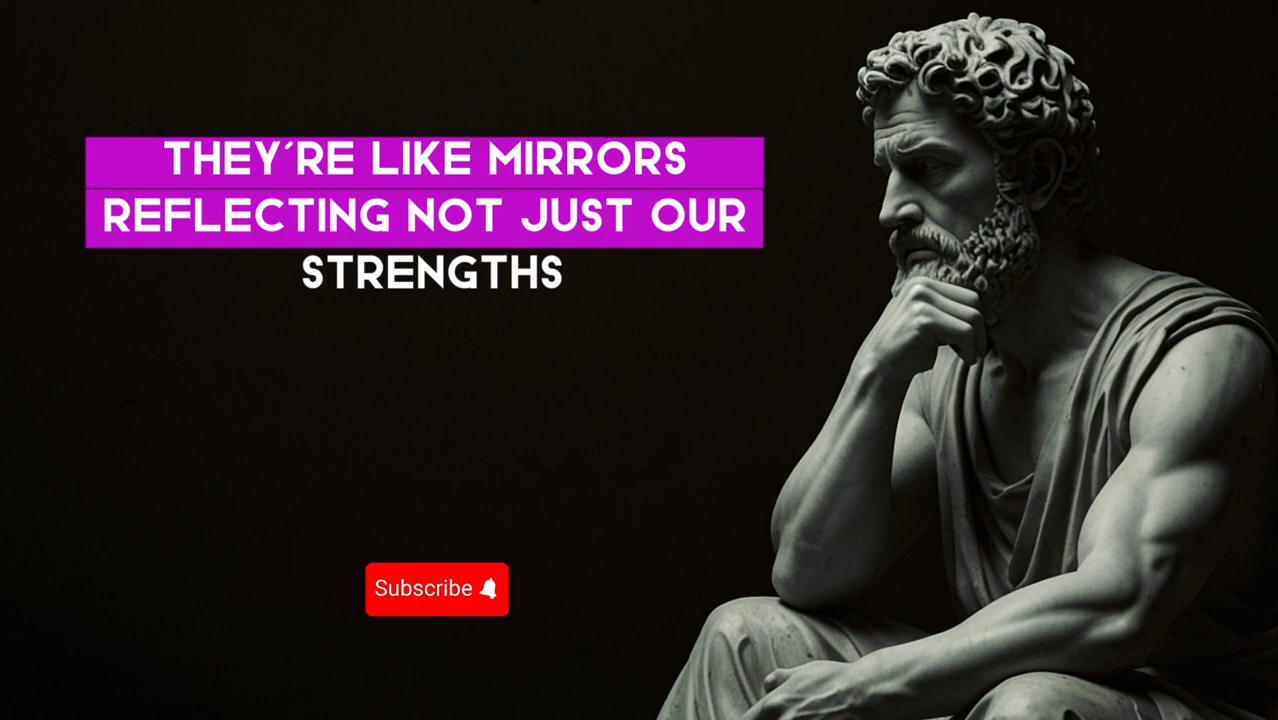 THEY´RE LIKE MIRRORS
REFLECTING NOT JUST OUR
STRENGTHS
Subscribe